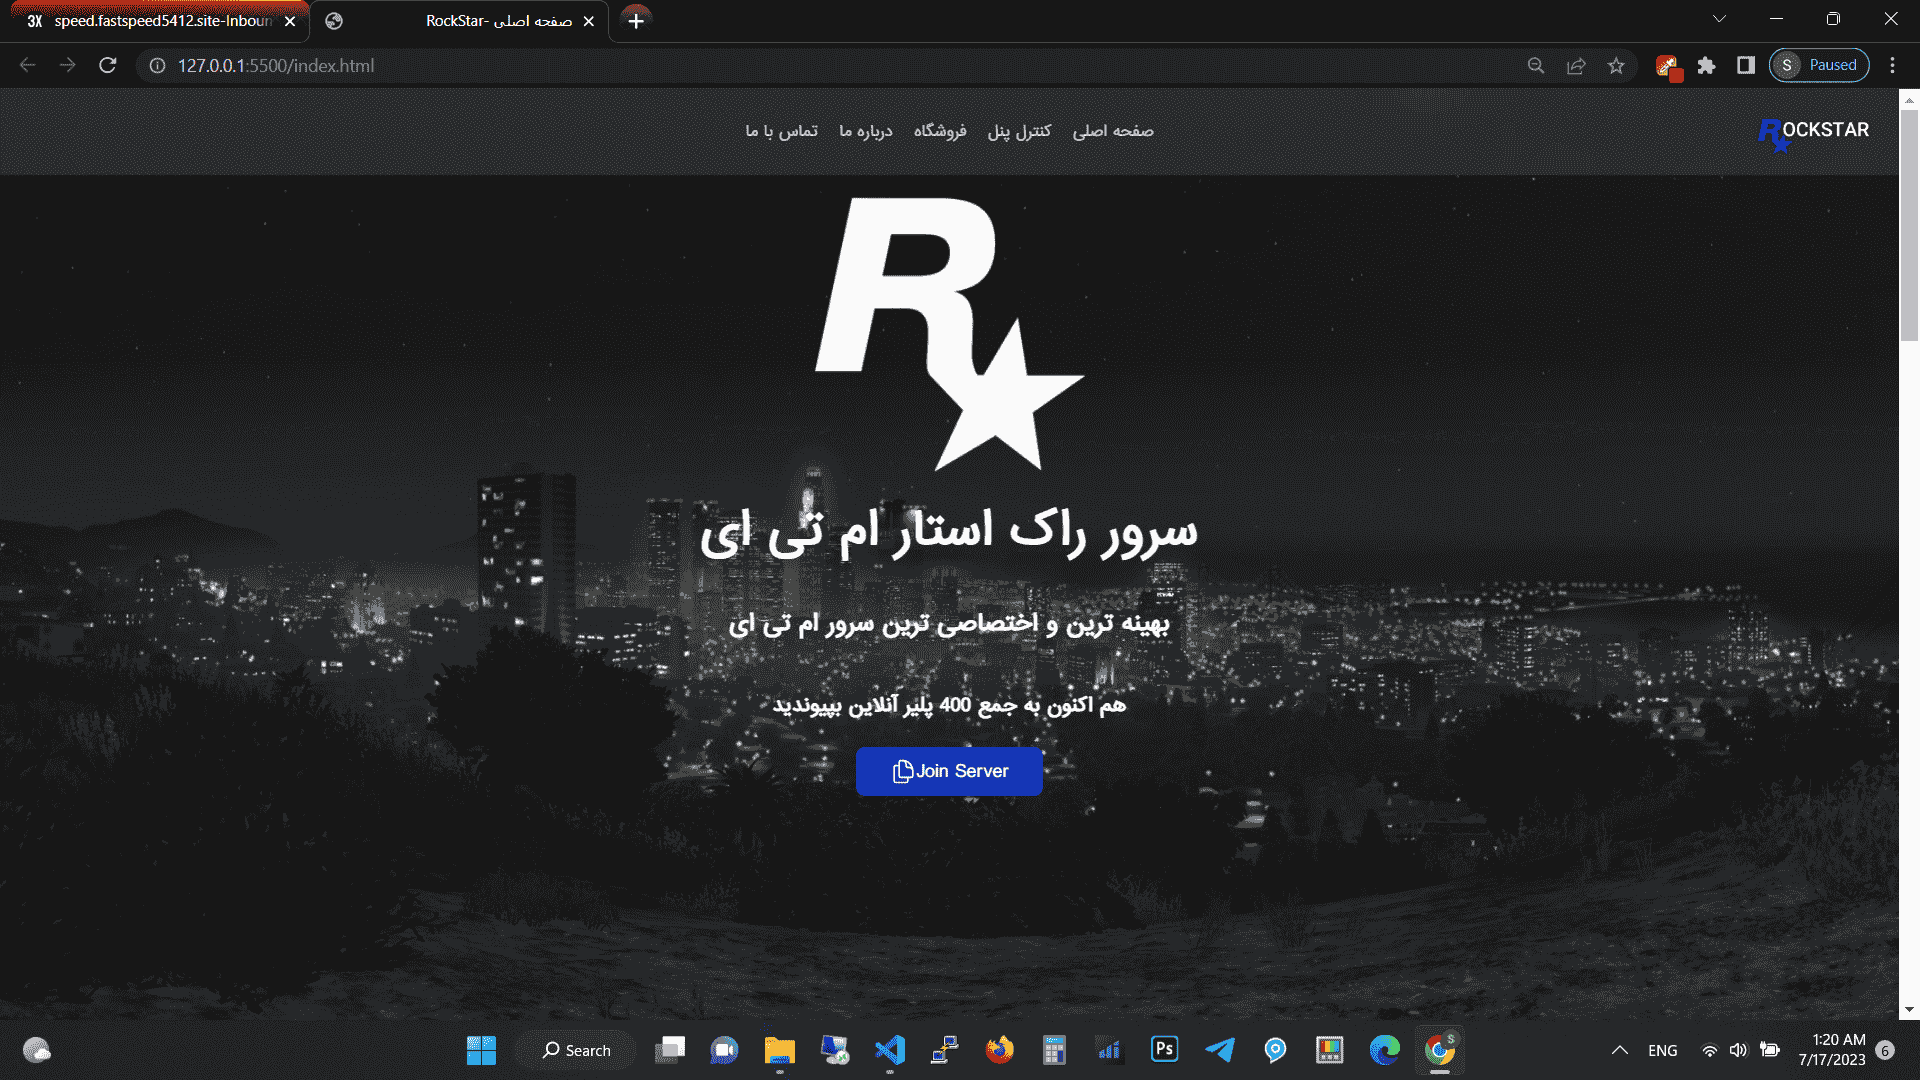 3X speed.fastspeed5412.site-Inboun
RockStar- صفحه اصلی
127.0.0.1:5500/index.html
S Paused
صفحه اصلی کنترل پنل فروشگاه درباره ما تماس با ما
ROCKSTAR
R
سرور راک استار ام تی ای
بهینه ترین و اختصاصی ترین سرور ام تی ای
هم اکنون به جمع 400 پلیر آنلاین بپیوندید
Join Server
Search
Ps
S
ENG
1:20 AM
7/17/2023
6